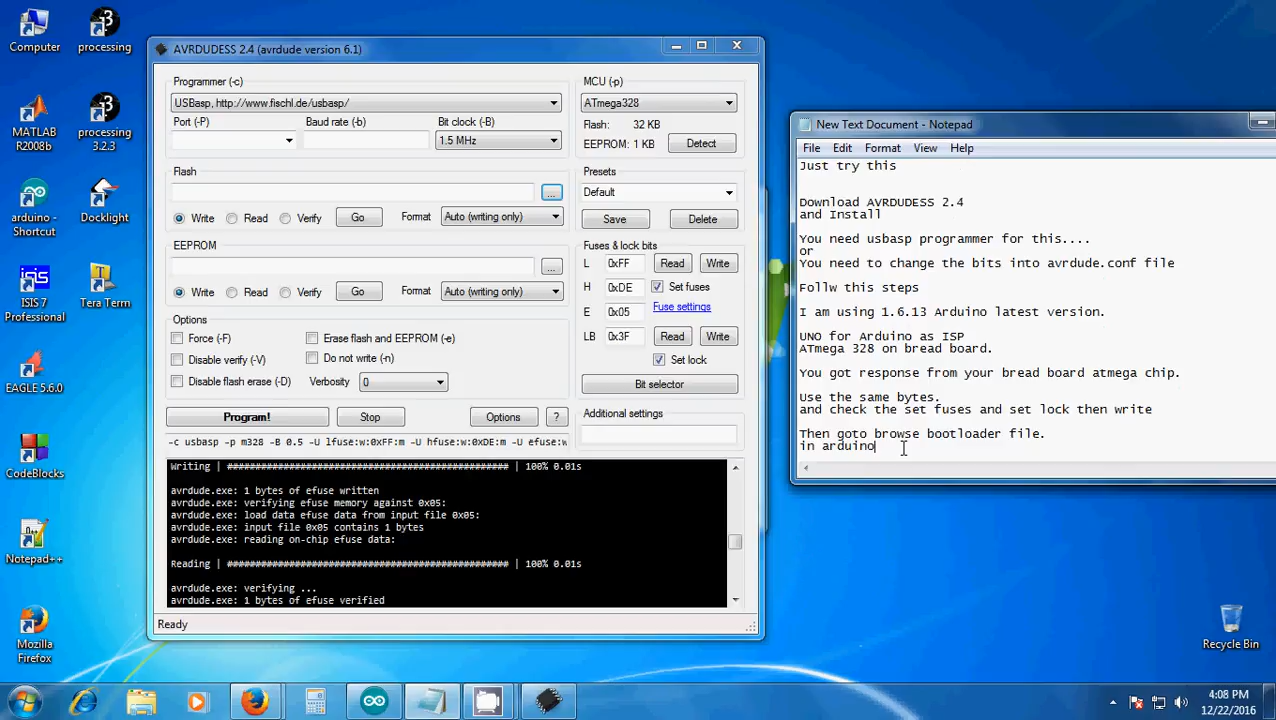 Computer
processing
MATLAB
R2008b
processing
3.2.3
arduino -
Shortcut
Docklight
ISIS 7
Professional
Tera Term
EAGLE 5.6.0
CodeBlocks
Notepad++
Mozilla
Firefox
AVRDUDESS 2.4 (avrdude version 6.1)
Programmer (-c)
USBasp, http://www.fischl.de/usbasp/
Port (-P)
Baud rate (-b)
Bit clock (-B)
1.5 MHz
MCU (-p)
ATmega328
Flash: 32 KB
EEPROM: 1 KB
Detect
Flash
...
Write Read Verify Go Format Auto (writing only)
Presets
Default
Save Delete
EEPROM
...
Write Read Verify Go Format Auto (writing only)
Fuses & lock bits
L 0xFF Read Write
H 0xDE Set fuses
E 0x05 Fuse settings
LB 0x3F Read Write
Set lock
Bit selector
Options
Force (-F) Erase flash and EEPROM (-e)
Disable verify (-V) Do not write (-n)
Disable flash erase (-D) Verbosity 0
Program! Stop Options ?
Additional settings
-c usbasp -p m328 -B 0.5 -U lfuse:w:0xFF:m -U hfuse:w:0xDE:m -U efuse:w
Writing | ################################################## | 100% 0.01s
avrdude.exe: 1 bytes of efuse written
avrdude.exe: verifying efuse memory against 0x05:
avrdude.exe: load data efuse data from input file 0x05:
avrdude.exe: input file 0x05 contains 1 bytes
avrdude.exe: reading on-chip efuse data:
Reading | ################################################## | 100% 0.01s
avrdude.exe: verifying ...
avrdude.exe: 1 bytes of efuse verified
Ready
New Text Document - Notepad
File Edit Format View Help
Just try this
Download AVRDUDESS 2.4
and Install
You need usbasp programmer for this....
or
You need to change the bits into avrdude.conf file
Follw this steps
I am using 1.6.13 Arduino latest version.
UNO for Arduino as ISP
ATmega 328 on bread board.
You got response from your bread board atmega chip.
Use the same bytes.
and check the set fuses and set lock then write
Then goto browse bootloader file.
in arduino
Recycle Bin
4:08 PM
12/22/2016